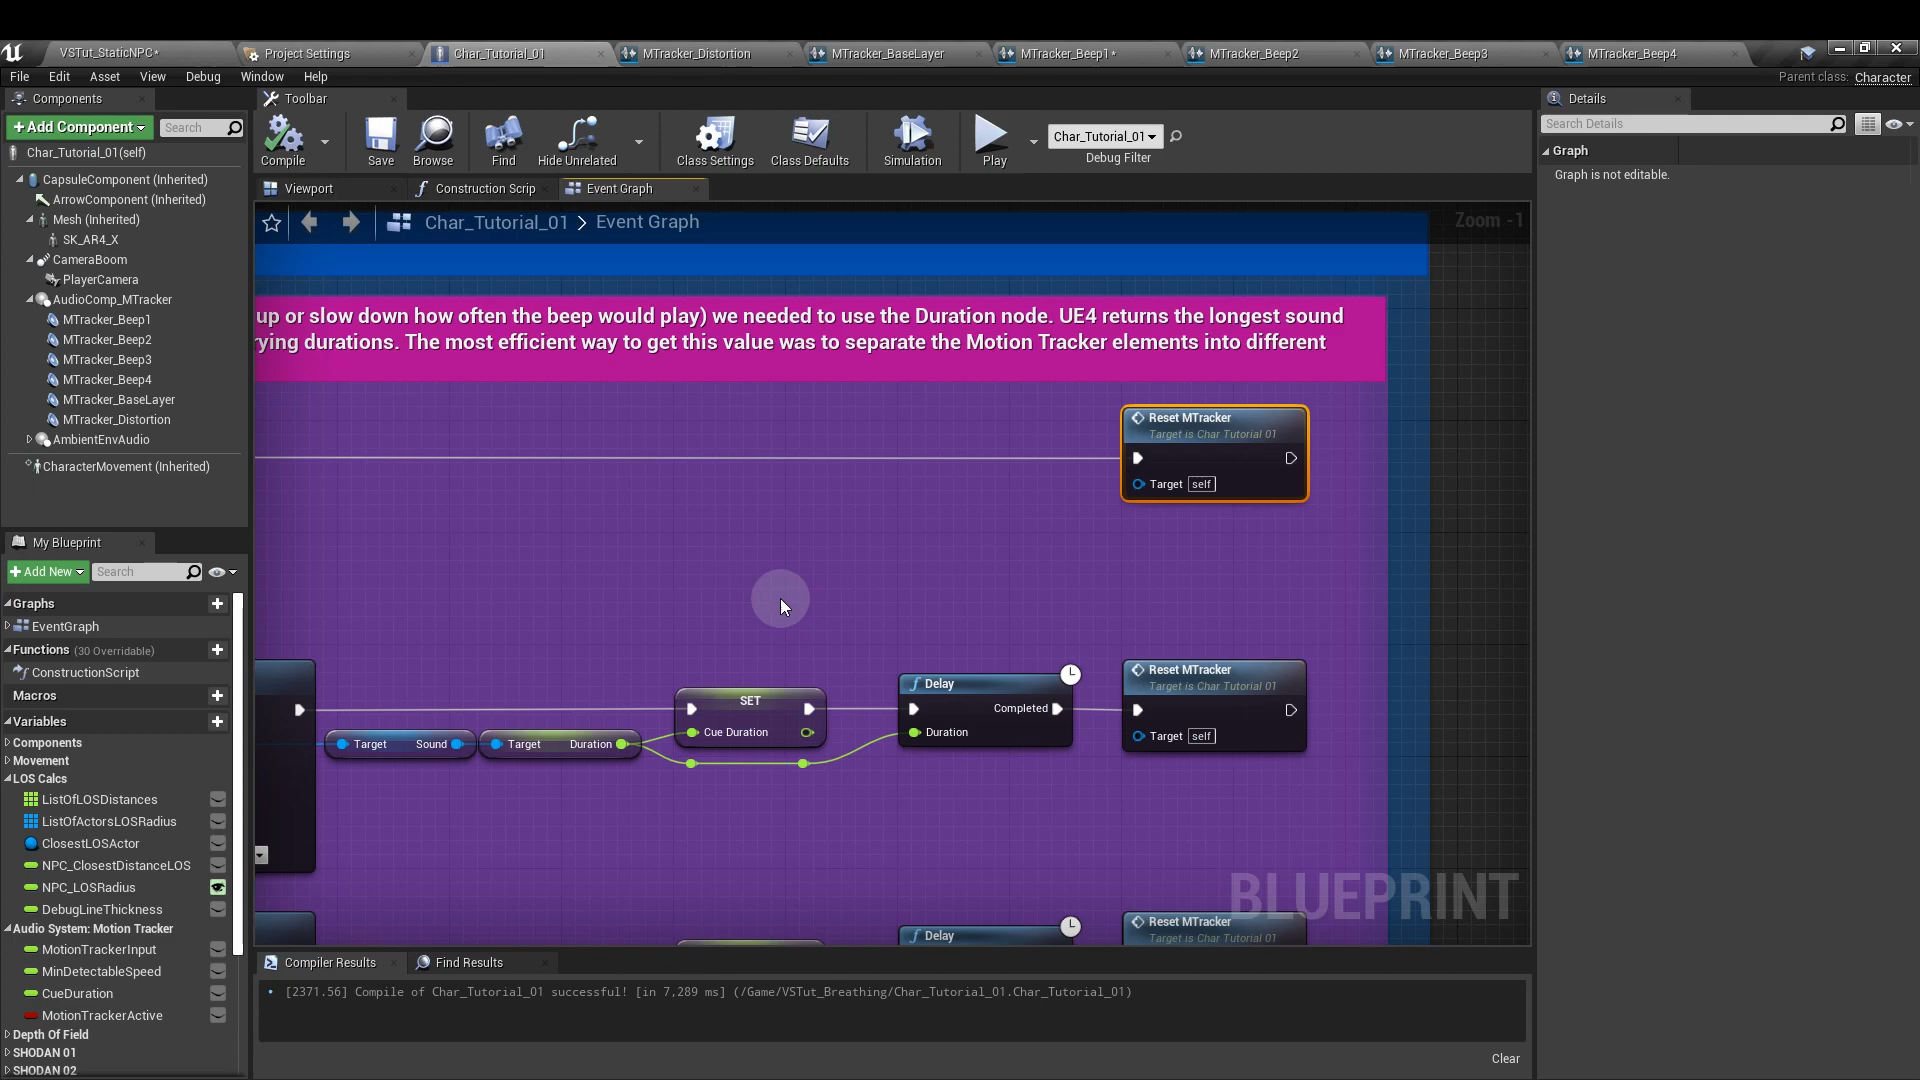 VSTut_StaticNPC*
Project Settings
Char_Tutorial_01
MTracker_Distortion
MTracker_BaseLayer
MTracker_Beep1*
MTracker_Beep2
MTracker_Beep3
MTracker_Beep4
File Edit Asset View Debug Window Help
Parent class: Character
Components
Toolbar
Details
Add Component
Search
Char_Tutorial_01(self)
CapsuleComponent (Inherited)
ArrowComponent (Inherited)
Mesh (Inherited)
SK_AR4_X
CameraBoom
PlayerCamera
AudioComp_MTracker
MTracker_Beep1
MTracker_Beep2
MTracker_Beep3
MTracker_Beep4
MTracker_BaseLayer
MTracker_Distortion
AmbientEnvAudio
CharacterMovement (Inherited)
Compile
Save
Browse
Find
Hide Unrelated
Class Settings
Class Defaults
Simulation
Play
Char_Tutorial_01
Debug Filter
Search Details
Graph
Graph is not editable.
Viewport
Construction Scrip
Event Graph
Char_Tutorial_01 > Event Graph
Zoom -1
up or slow down how often the beep would play) we needed to use the Duration node. UE4 returns the longest sound
rying durations. The most efficient way to get this value was to separate the Motion Tracker elements into different
Reset MTracker
Target is Char Tutorial 01
Target self
SET
Cue Duration
Target Sound
Target Duration
Delay
Completed
Duration
Reset MTracker
Target is Char Tutorial 01
Target self
Delay
Reset MTracker
Target is Char Tutorial 01
BLUEPRINT
My Blueprint
Add New
Search
Graphs
EventGraph
Functions (30 Overridable)
ConstructionScript
Macros
Variables
Components
Movement
LOS Calcs
ListOfLOSDistances
ListOfActorsLOSRadius
ClosestLOSActor
NPC_ClosestDistanceLOS
NPC_LOSRadius
DebugLineThickness
Audio System: Motion Tracker
MotionTrackerInput
MinDetectableSpeed
CueDuration
MotionTrackerActive
Depth Of Field
SHODAN 01
SHODAN 02
Compiler Results
Find Results
[2371.56] Compile of Char_Tutorial_01 successful! [in 7,289 ms] (/Game/VSTut_Breathing/Char_Tutorial_01.Char_Tutorial_01)
Clear